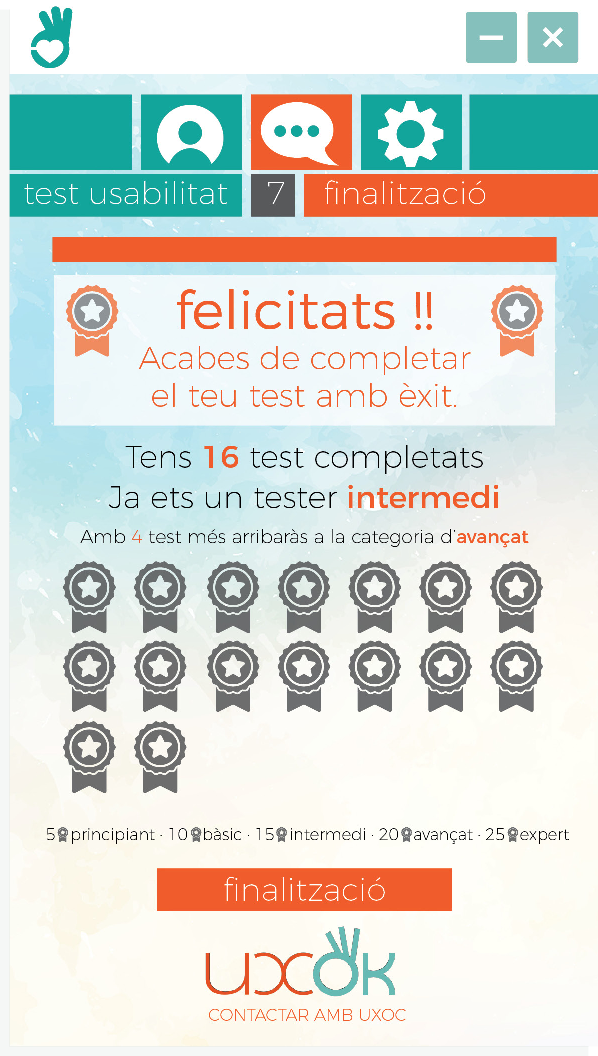 test usabilitat 7 finalització
felicitats !!
Acabes de completar
el teu test amb èxit.
Tens 16 test completats
Ja ets un tester intermedi
Amb 4 test més arribaràs a la categoria d'avançat
5 principiant · 10 bàsic · 15 intermedi · 20 avançat · 25 expert
finalització
UXOK
CONTACTAR AMB UXOC